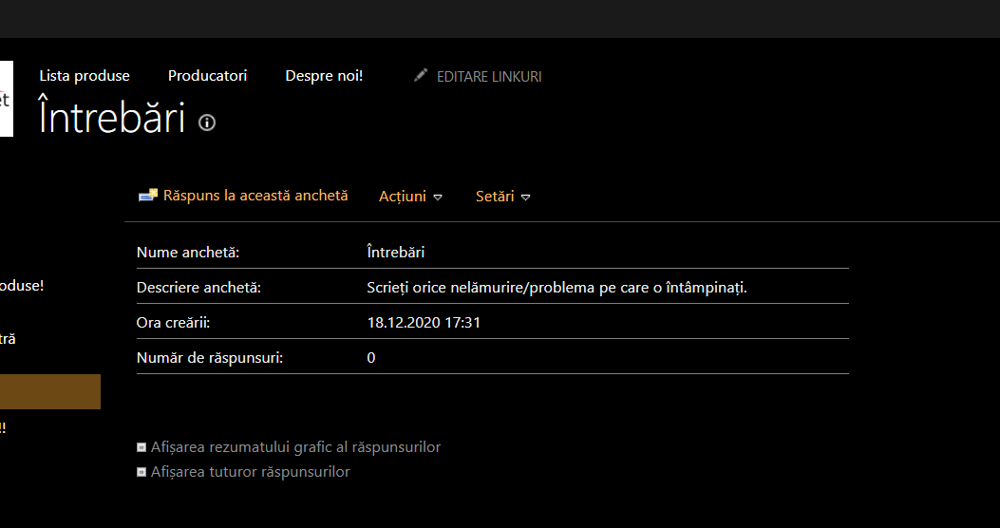 Lista produse Producatori Despre noi! EDITARE LINKURI
et
Întrebări
Răspuns la această anchetă Acțiuni Setări
Nume anchetă: Întrebări
oduse!
Descriere anchetă: Scrieți orice nelămurire/problema pe care o întâmpinați.
Ora creării: 18.12.2020 17:31
tră
Număr de răspunsuri: 0
!!
Afișarea rezumatului grafic al răspunsurilor
Afișarea tuturor răspunsurilor